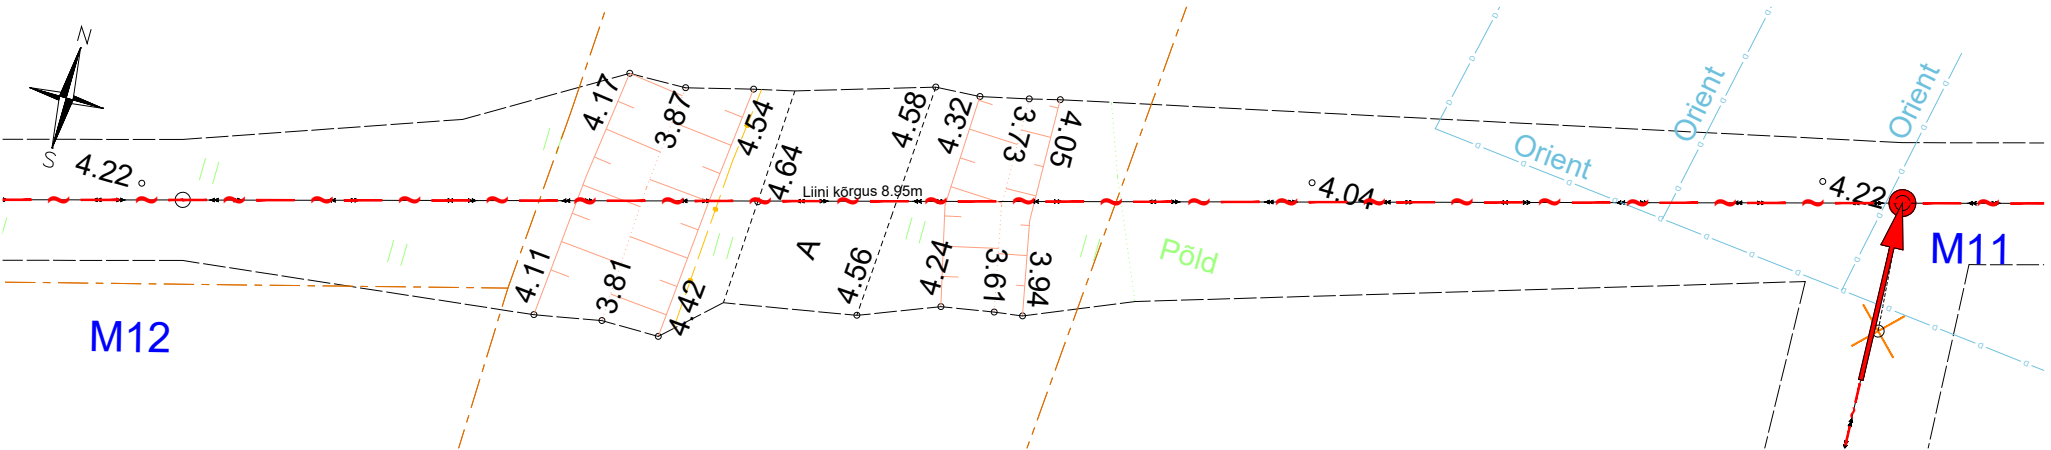 N
S
4.22
4.17
3.87
4.54
4.64
4.58
4.32
3.73
4.05
Liini kõrgus 8.95m
4.04
4.22
Orient
Orient
Orient
M11
M12
4.11
3.81
4.42
A
4.56
4.24
3.61
3.94
Põld